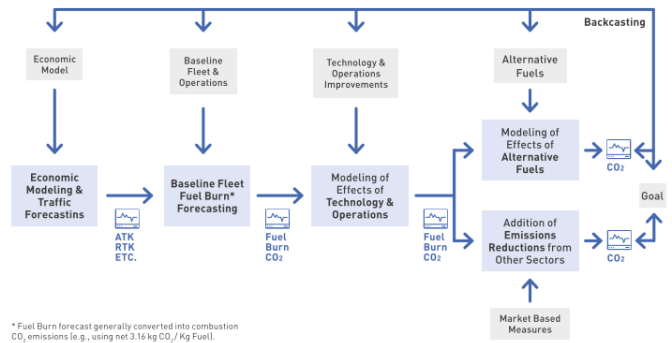 Backcasting
Economic
Model
Baseline
Fleet &
Operations
Technology &
Operations
Improvements
Alternative
Fuels
Economic
Modeling &
Traffic
Forecastins
Baseline Fleet
Fuel Burn*
Forecasting
Modeling of
Effects of
Technology &
Operations
Modeling of
Effects of
Alternative
Fuels
Addition of
Emissions
Reductions from
Other Sectors
ATK
RTK
ETC.
Fuel
Burn
CO2
Fuel
Burn
CO2
CO2
CO2
Goal
Market Based
Measures
* Fuel Burn forecast generally converted into combustion
CO2 emissions (e.g., using net 3.16 kg CO2/ Kg Fuel).